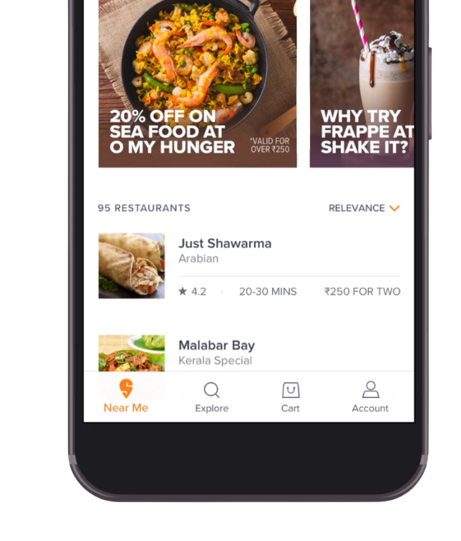 20% OFF ON
SEA FOOD AT
O MY HUNGER
*VALID FOR
OVER ₹250
WHY TRY
FRAPPE AT
SHAKE IT?
95 RESTAURANTS
RELEVANCE
Just Shawarma
Arabian
★ 4.2 · 20-30 MINS ₹250 FOR TWO
Malabar Bay
Kerala Special
Near Me
Explore
Cart
Account